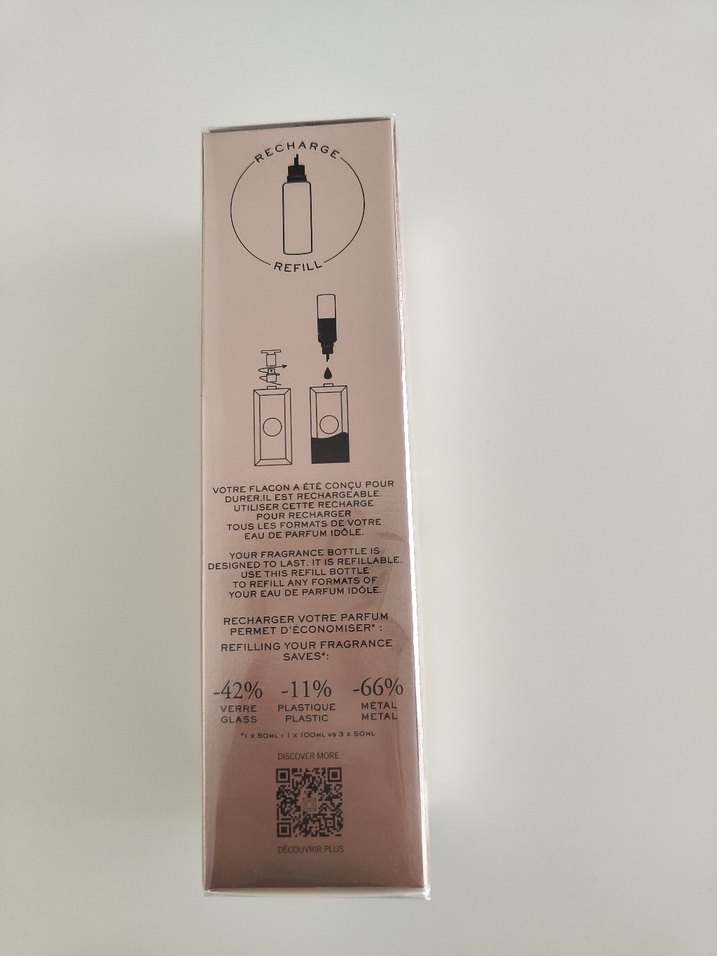 RECHARGE
REFILL
VOTRE FLACON A ÉTÉ CONÇU POUR
DURER.IL EST RECHARGEABLE.
UTILISER CETTE RECHARGE
POUR RECHARGER
TOUS LES FORMATS DE VOTRE
EAU DE PARFUM IDÔLE.
YOUR FRAGRANCE BOTTLE IS
DESIGNED TO LAST. IT IS REFILLABLE.
USE THIS REFILL BOTTLE
TO REFILL ANY FORMATS OF
YOUR EAU DE PARFUM IDÔLE.
RECHARGER VOTRE PARFUM
PERMET D'ÉCONOMISER* :
REFILLING YOUR FRAGRANCE
SAVES*:
-42% -11% -66%
VERRE PLASTIQUE MÉTAL
GLASS PLASTIC METAL
*1 x 50ML + 1 x 100ML vs 3 x 50ML
DISCOVER MORE
DÉCOUVRIR PLUS